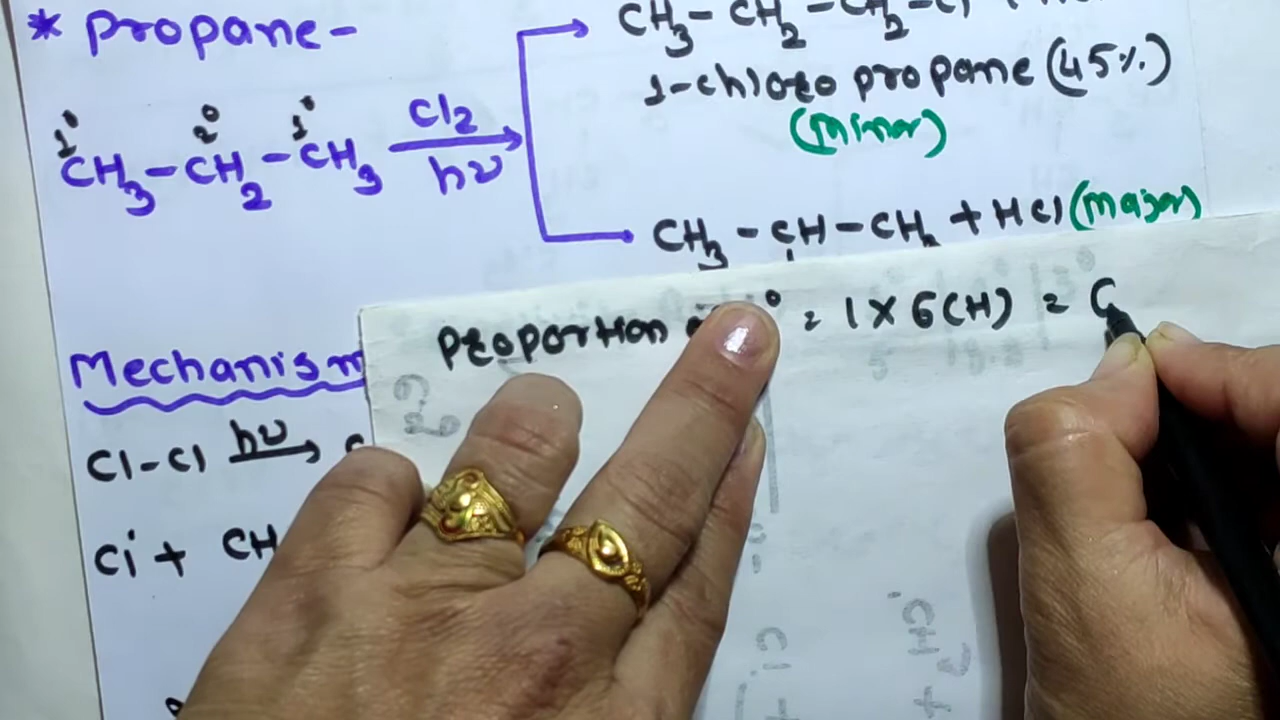 * Propane-
CH3-CH2-CH2-Cl
1-chloro propane (45%)
(minor)
1° 2° 1°
CH3-CH2-CH3 Cl2 hν
CH3-CH-CH3 + HCl (major)
Proportion = 1 X 6(H) =
Mechanism
Cl-Cl hν
Cl + CH